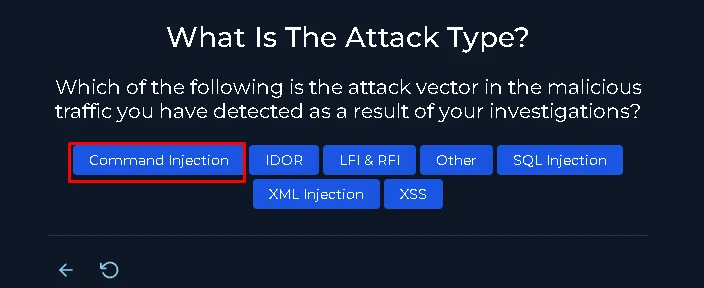 What Is The Attack Type?
Which of the following is the attack vector in the malicious
traffic you have detected as a result of your investigations?
Command Injection IDOR LFI & RFI Other SQL Injection
XML Injection XSS